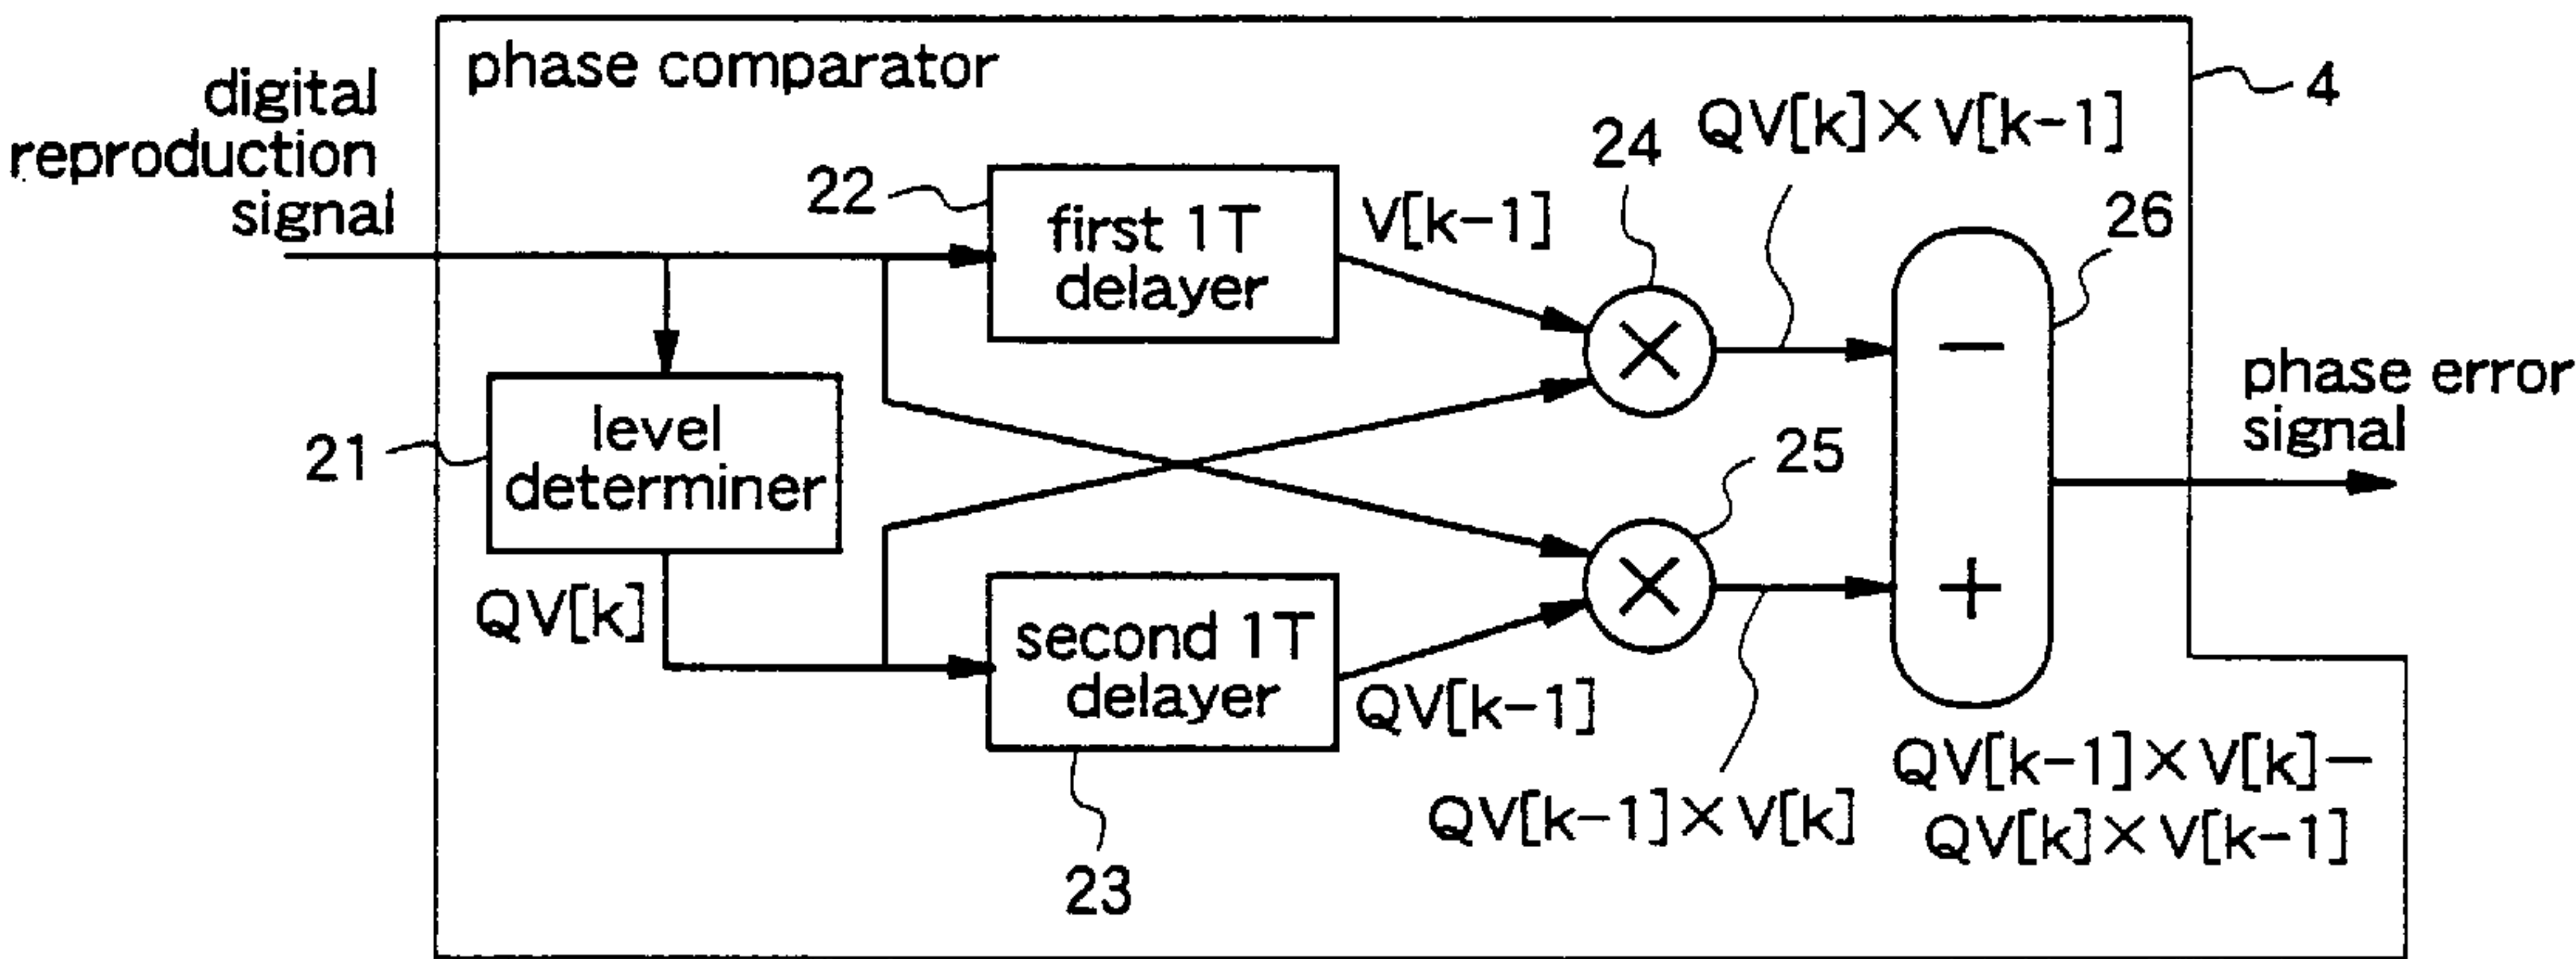 phase comparator
4
digital
reproduction
signal
QV[k]×V[k-1]
24
22
first 1T
delayer
V[k-1]
26
−
phase error
signal
21
level
determiner
×
25
×
+
QV[k]
second 1T
delayer
QV[k-1]
23
QV[k-1]×V[k]
QV[k-1]×V[k]−
QV[k]×V[k-1]